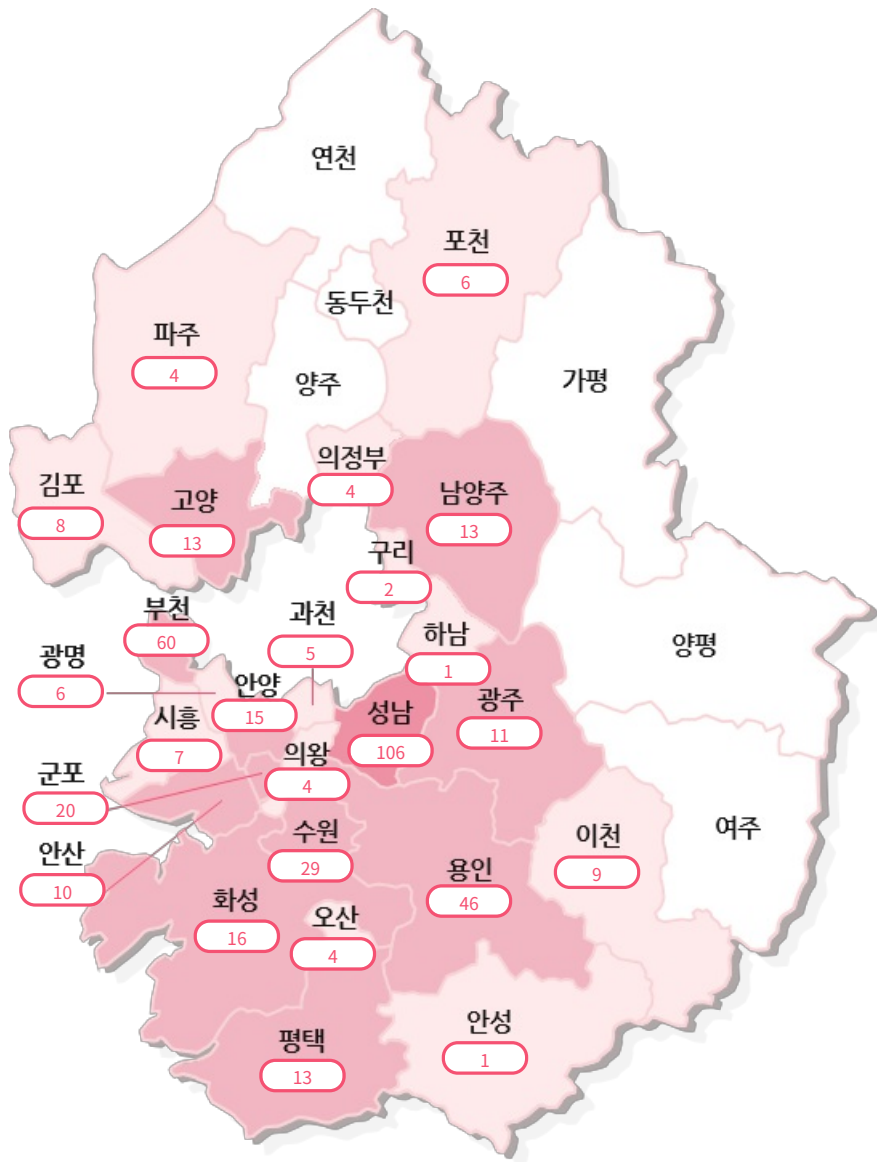 연천
포천
6
동두천
파주
4
양주
가평
의정부
4
김포
8
고양
13
남양주
13
구리
2
부천
60
과천
5
하남
1
양평
광명
6
안양
15
성남
106
광주
11
시흥
7
의왕
4
군포
20
수원
29
이천
9
여주
안산
10
용인
46
화성
16
오산
4
안성
1
평택
13